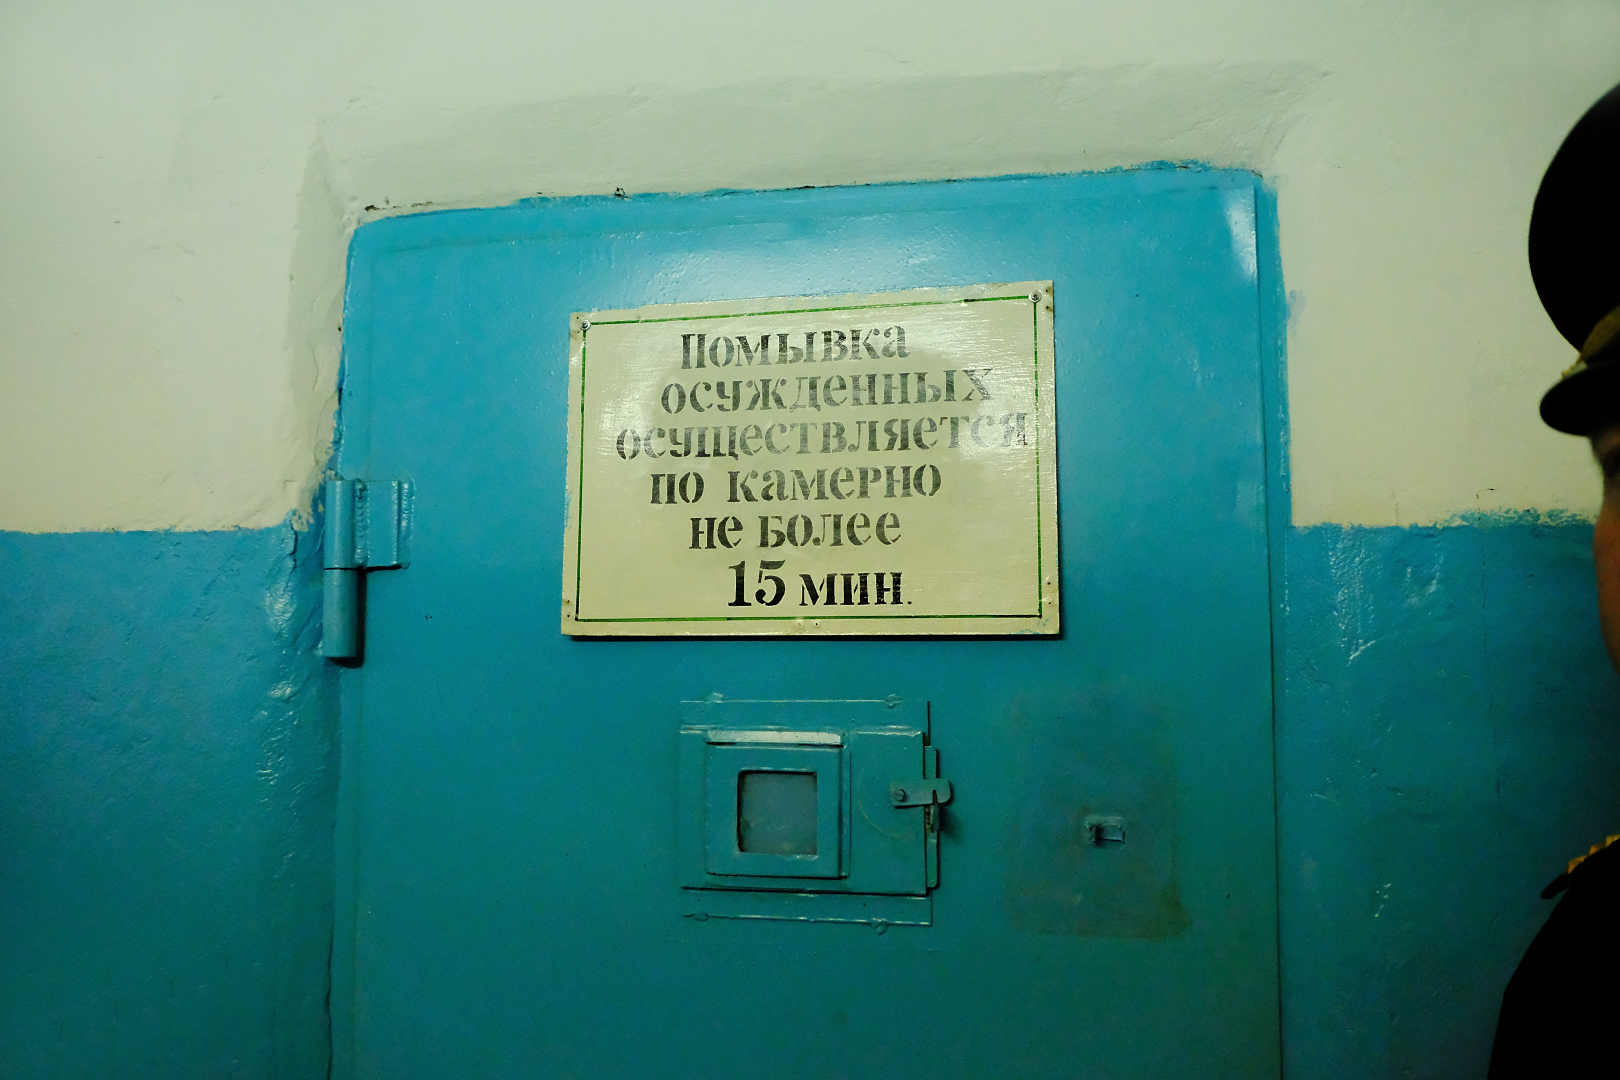 Помывка
осужденных
осуществляется
по камерно
не более
15 мин.